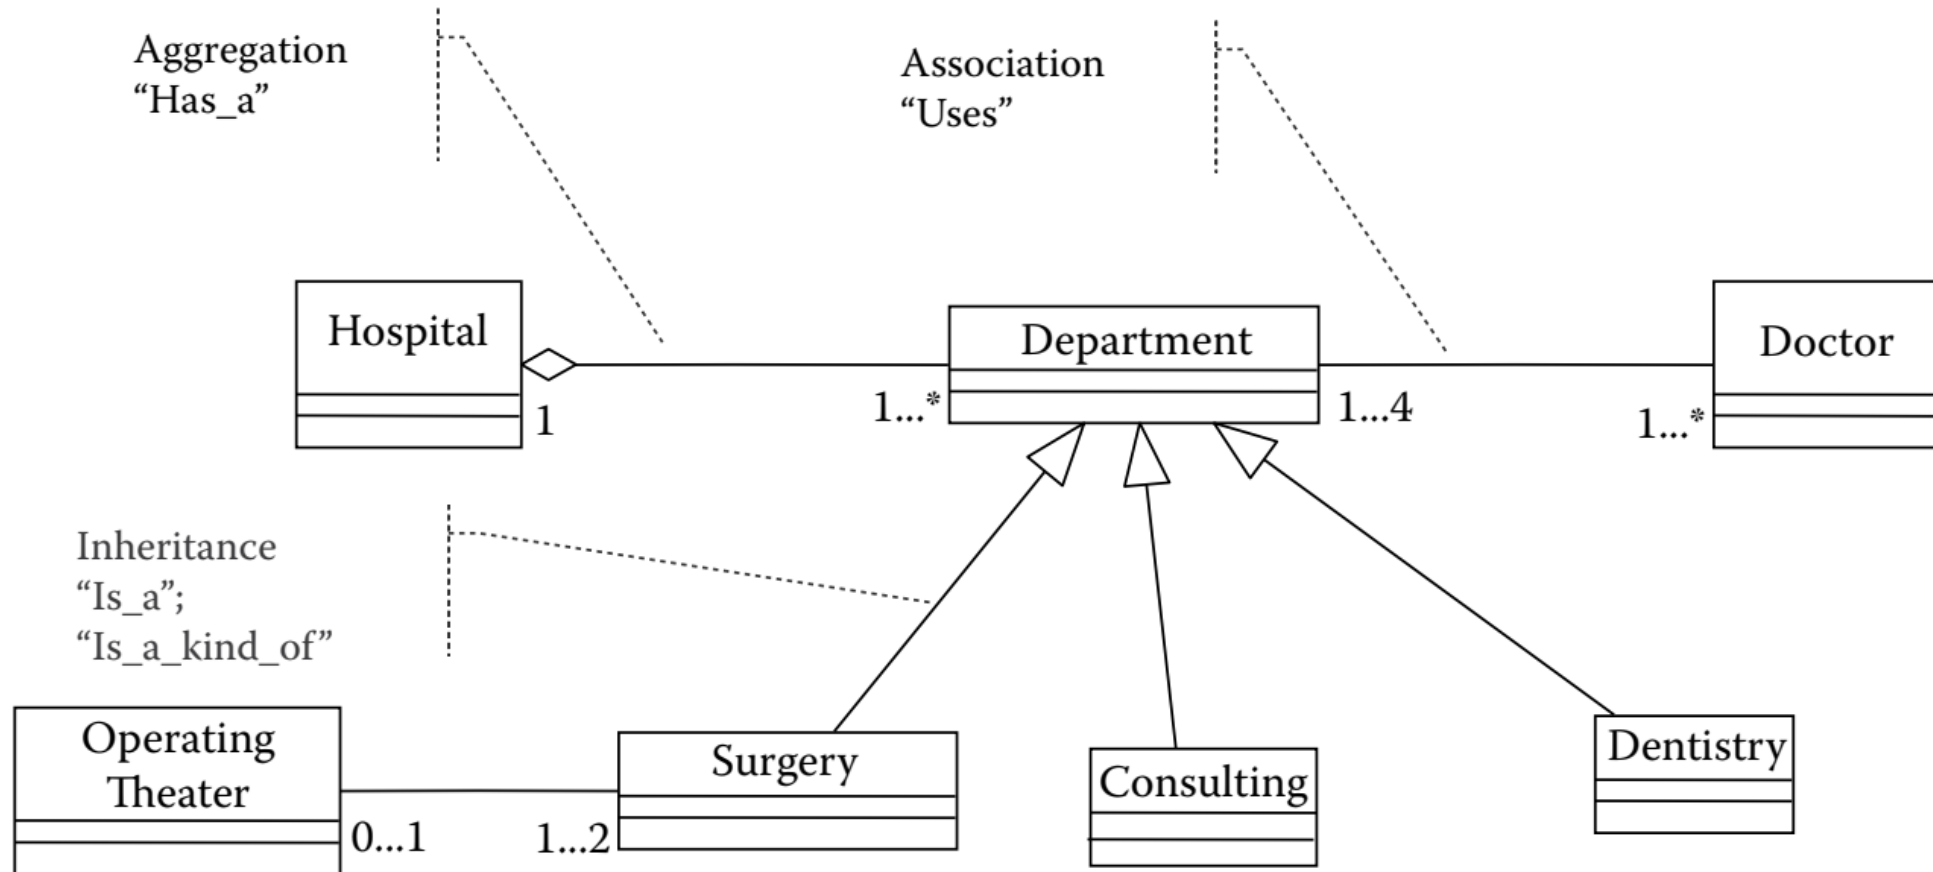 Aggregation
“Has_a”
Association
“Uses”
Hospital
Department
Doctor
1
1...*
1...4
1...*
Inheritance
“Is_a”;
“Is_a_kind_of”
Operating
Theater
Surgery
Consulting
Dentistry
0...1
1...2